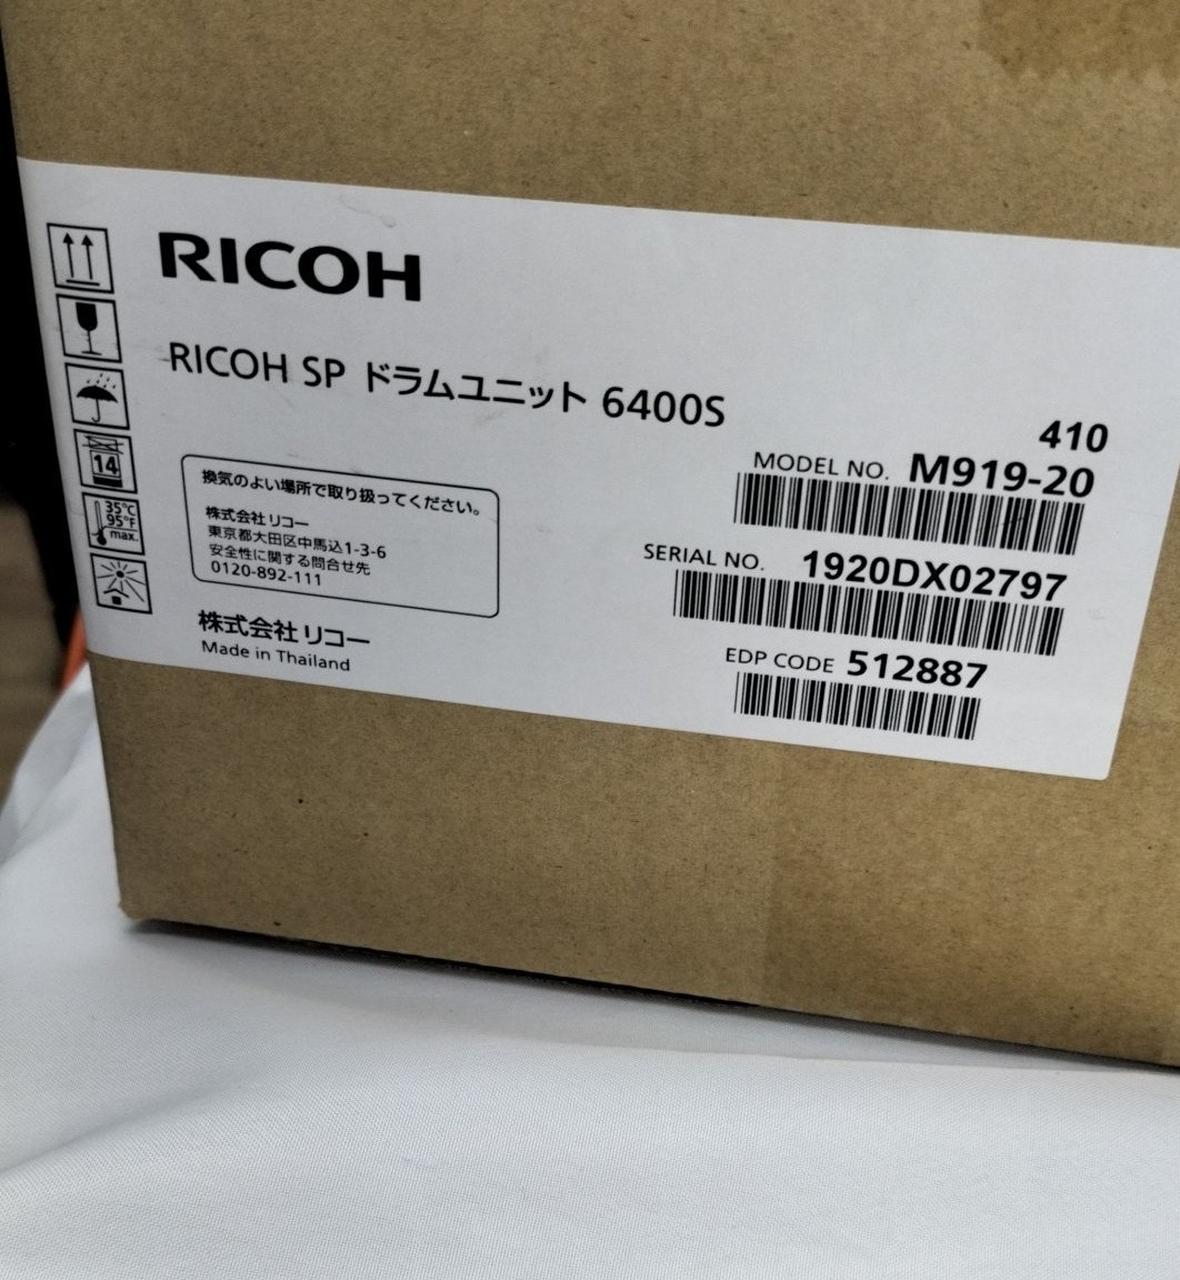 RICOH
RICOH SP ドラムユニット 6400S
14
35℃
95°F
max.
換気のよい場所で取り扱ってください。
株式会社リコー
東京都大田区中馬込1-3-6
安全性に関する問合せ先
0120-892-111
株式会社リコー
Made in Thailand
410
MODEL NO. M919-20
SERIAL NO. 1920DX02797
EDP CODE 512887